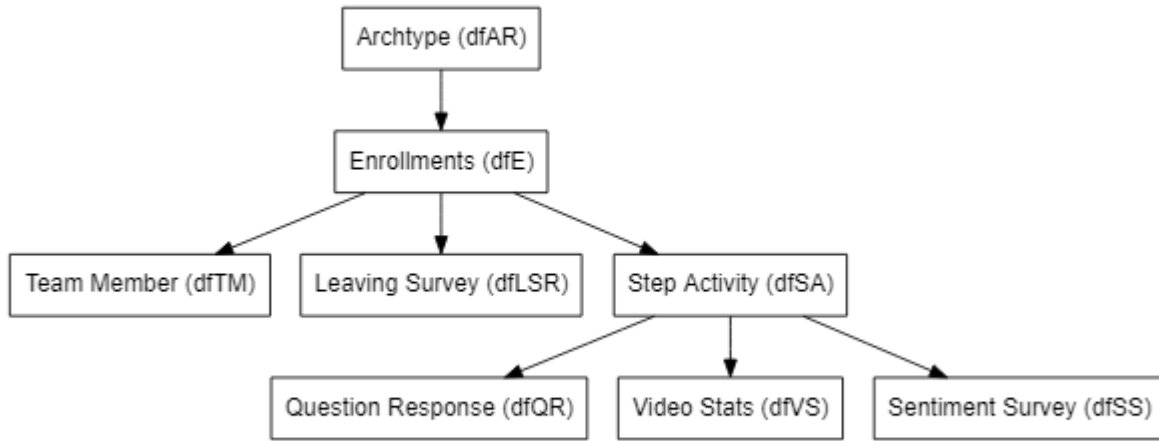 Archtype (dfAR)
Enrollments (dfE)
Team Member (dfTM)
Leaving Survey (dfLSR)
Step Activity (dfSA)
Question Response (dfQR)
Video Stats (dfVS)
Sentiment Survey (dfSS)